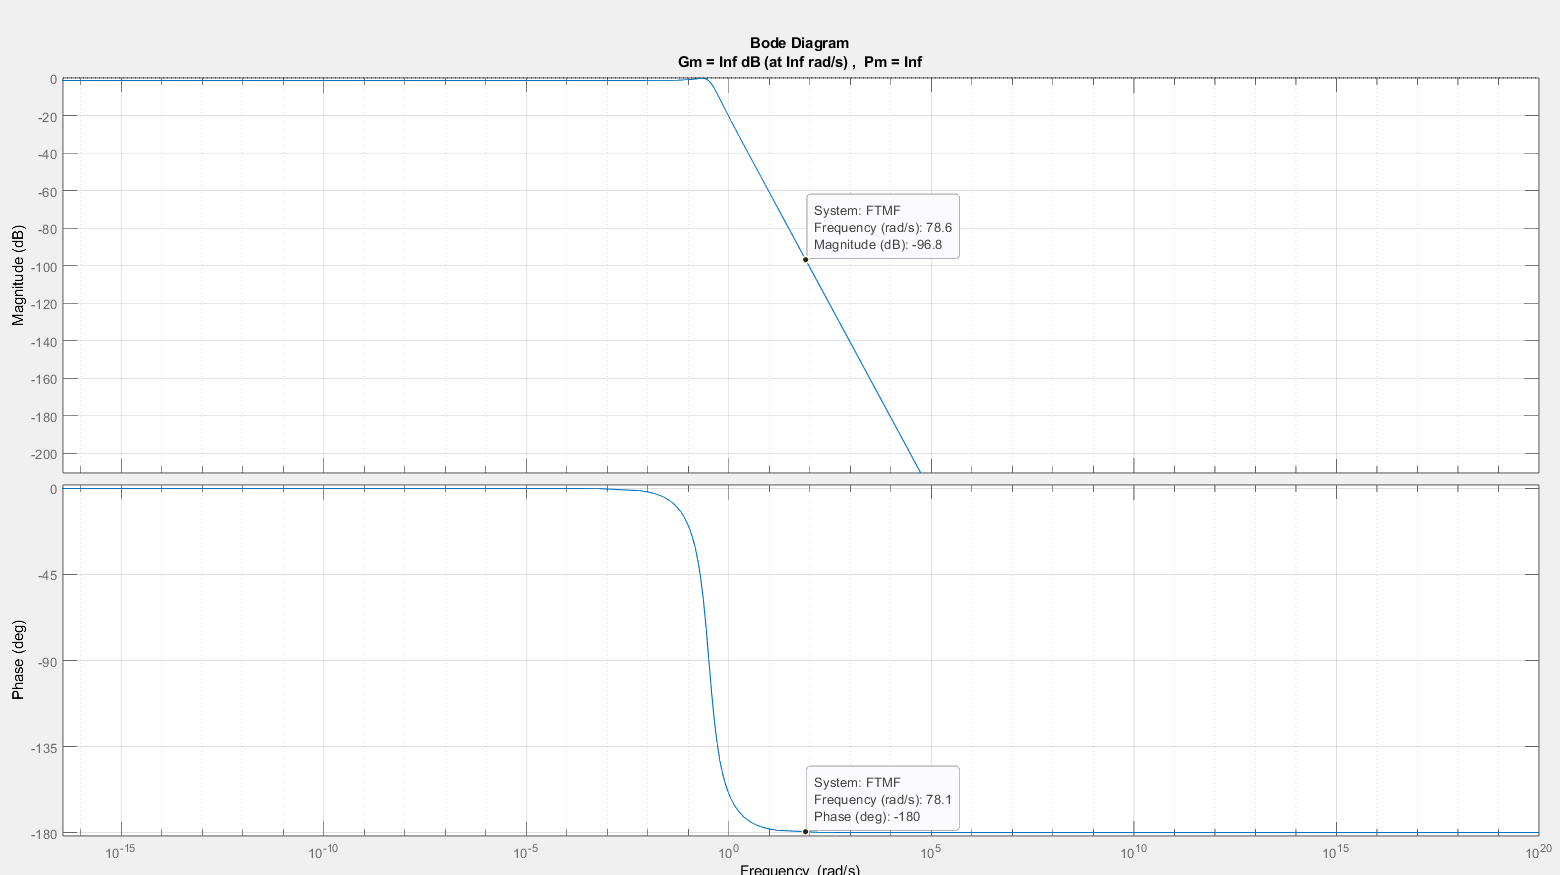 Bode Diagram
Gm = Inf dB (at Inf rad/s) , Pm = Inf
0
-20
-40
-60
-80
-100
-120
-140
-160
-180
-200
Magnitude (dB)
System: FTMF
Frequency (rad/s): 78.6
Magnitude (dB): -96.8
0
-45
-90
-135
-180
Phase (deg)
System: FTMF
Frequency (rad/s): 78.1
Phase (deg): -180
10^-15 10^-10 10^-5 10^0 10^5 10^10 10^15 10^20
Frequency (rad/s)